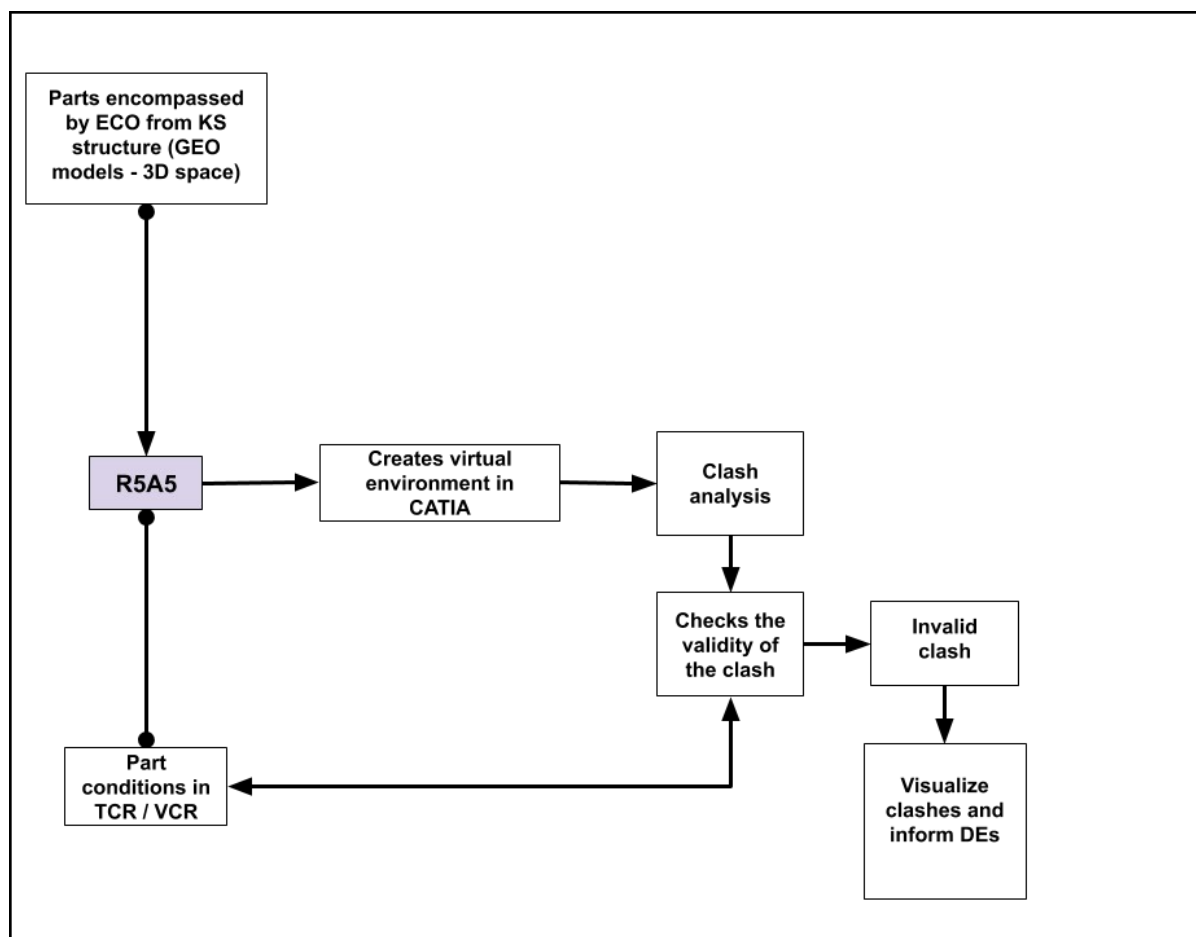 Parts encompassed
by ECO from KS
structure (GEO
models - 3D space)
R5A5
Creates virtual
environment in
CATIA
Clash
analysis
Checks the
validity of
the clash
Invalid
clash
Part
conditions in
TCR / VCR
Visualize
clashes and
inform DEs